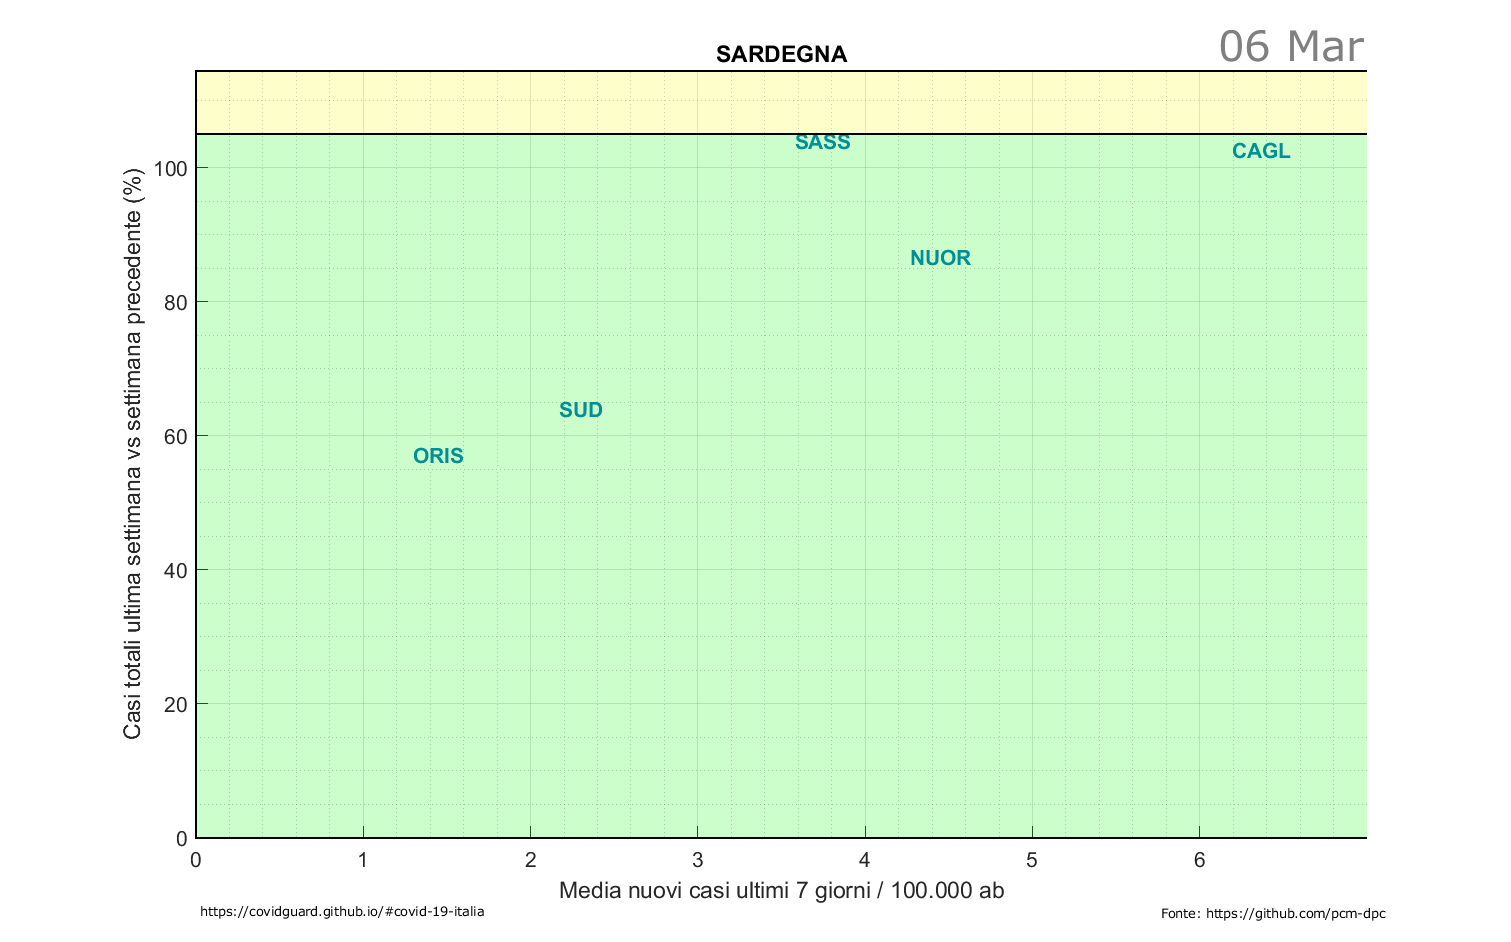 SARDEGNA
06 Mar
Casi totali ultima settimana vs settimana precedente (%)
100
80
60
40
20
0
SASS
CAGL
NUOR
SUD
ORIS
0 1 2 3 4 5 6
Media nuovi casi ultimi 7 giorni / 100.000 ab
https://covidguard.github.io/#covid-19-italia
Fonte: https://github.com/pcm-dpc